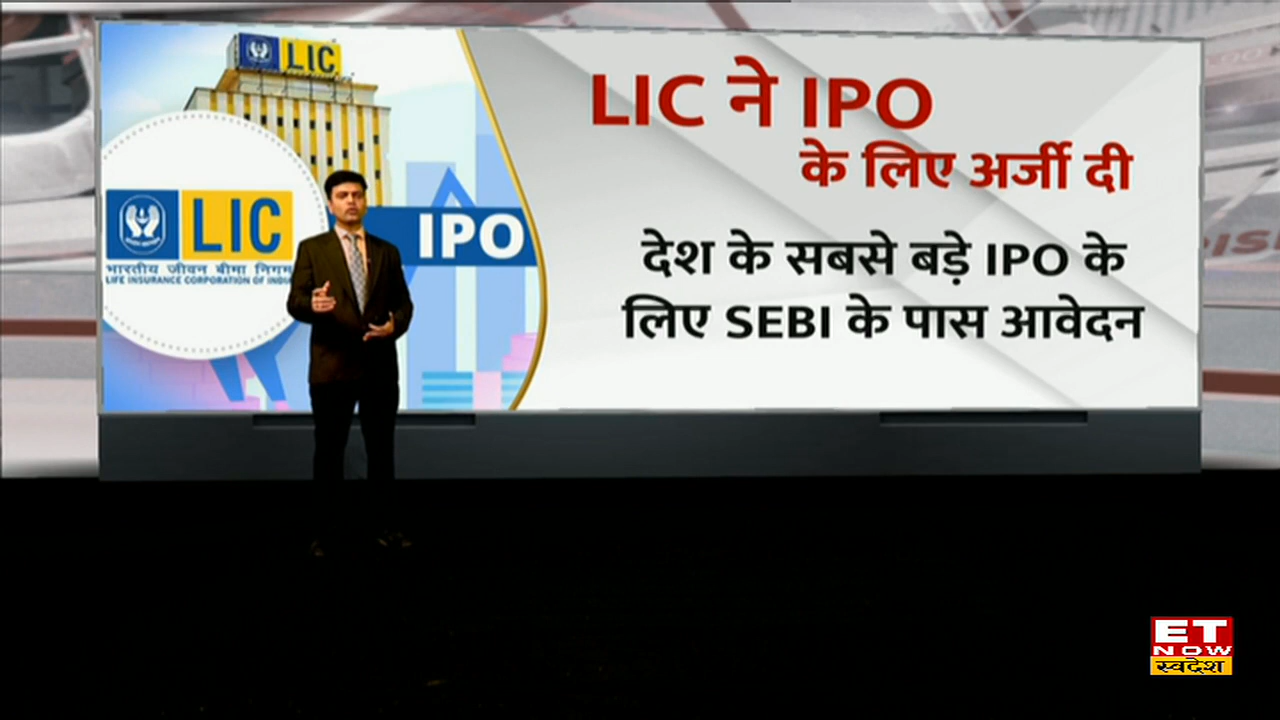 LIC
LIC
भारतीय जीवन बीमा निगम
LIFE INSURANCE CORPORATION OF INDIA
IPO
LIC ने IPO
के लिए अर्जी दी
देश के सबसे बड़े IPO के
लिए SEBI के पास आवेदन
ET
NOW
स्वदेश